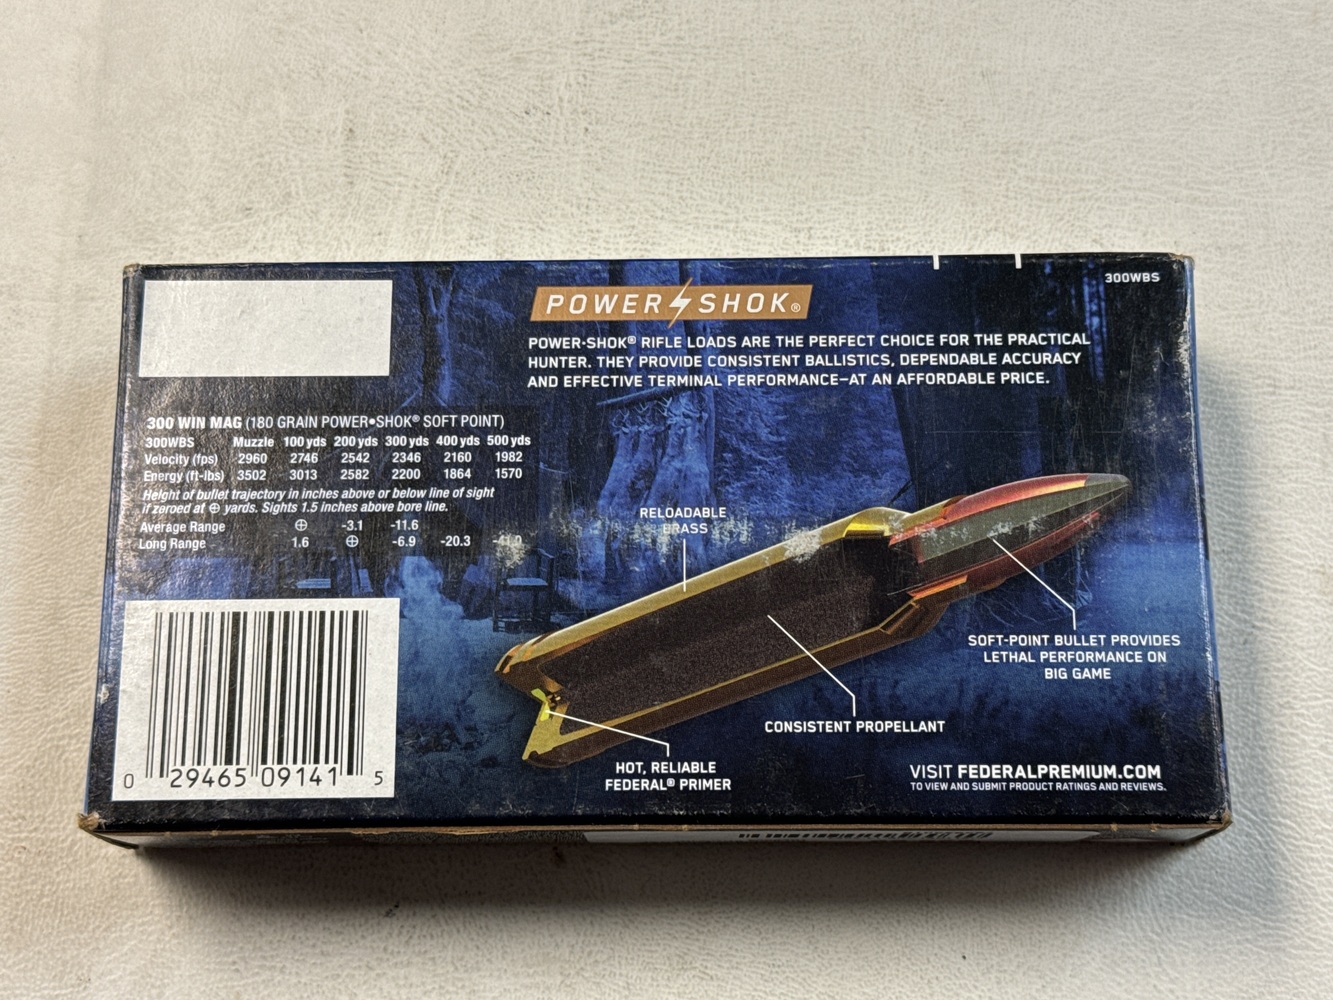 300WBS
POWER SHOK®
POWER•SHOK® RIFLE LOADS ARE THE PERFECT CHOICE FOR THE PRACTICAL
HUNTER. THEY PROVIDE CONSISTENT BALLISTICS, DEPENDABLE ACCURACY
AND EFFECTIVE TERMINAL PERFORMANCE–AT AN AFFORDABLE PRICE.
300 WIN MAG (180 GRAIN POWER•SHOK® SOFT POINT)
300WBS Muzzle 100 yds 200 yds 300 yds 400 yds 500 yds
Velocity (fps) 2960 2746 2542 2346 2160 1982
Energy (ft-lbs) 3502 3013 2582 2200 1864 1570
Height of bullet trajectory in inches above or below line of sight
if zeroed at ⊕ yards. Sights 1.5 inches above bore line.
Average Range ⊕ -3.1 -11.6
Long Range 1.6 ⊕ -6.9 -20.3
RELOADABLE
BRASS
SOFT-POINT BULLET PROVIDES
LETHAL PERFORMANCE ON
BIG GAME
CONSISTENT PROPELLANT
HOT, RELIABLE
FEDERAL® PRIMER
VISIT FEDERALPREMIUM.COM
TO VIEW AND SUBMIT PRODUCT RATINGS AND REVIEWS.
0 29465 09141 5